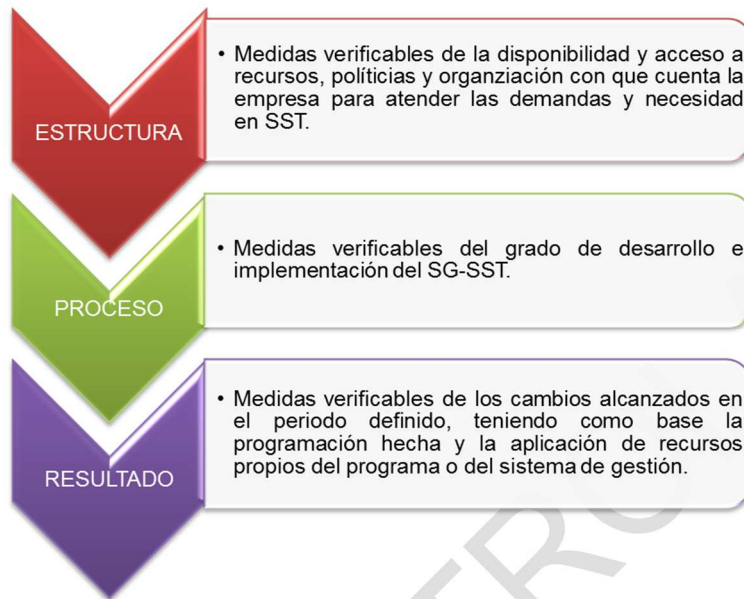 ESTRUCTURA
• Medidas verificables de la disponibilidad y acceso a
recursos, políticias y organziación con que cuenta la
empresa para atender las demandas y necesidad
en SST.
PROCESO
• Medidas verificables del grado de desarrollo e
implementación del SG-SST.
RESULTADO
• Medidas verificables de los cambios alcanzados en
el periodo definido, teniendo como base la
programación hecha y la aplicación de recursos
propios del programa o del sistema de gestión.